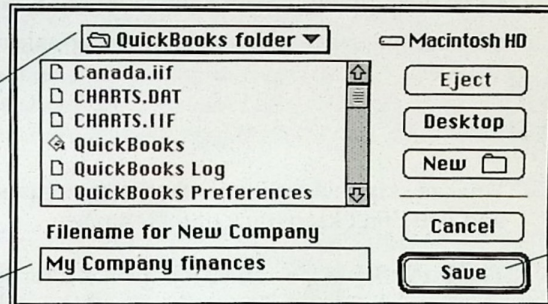 QuickBooks folder
Macintosh HD
Canada.iif
CHARTS.DAT
CHARTS.IIF
QuickBooks
QuickBooks Log
QuickBooks Preferences
Eject
Desktop
New
Filename for New Company
My Company finances
Cancel
Save